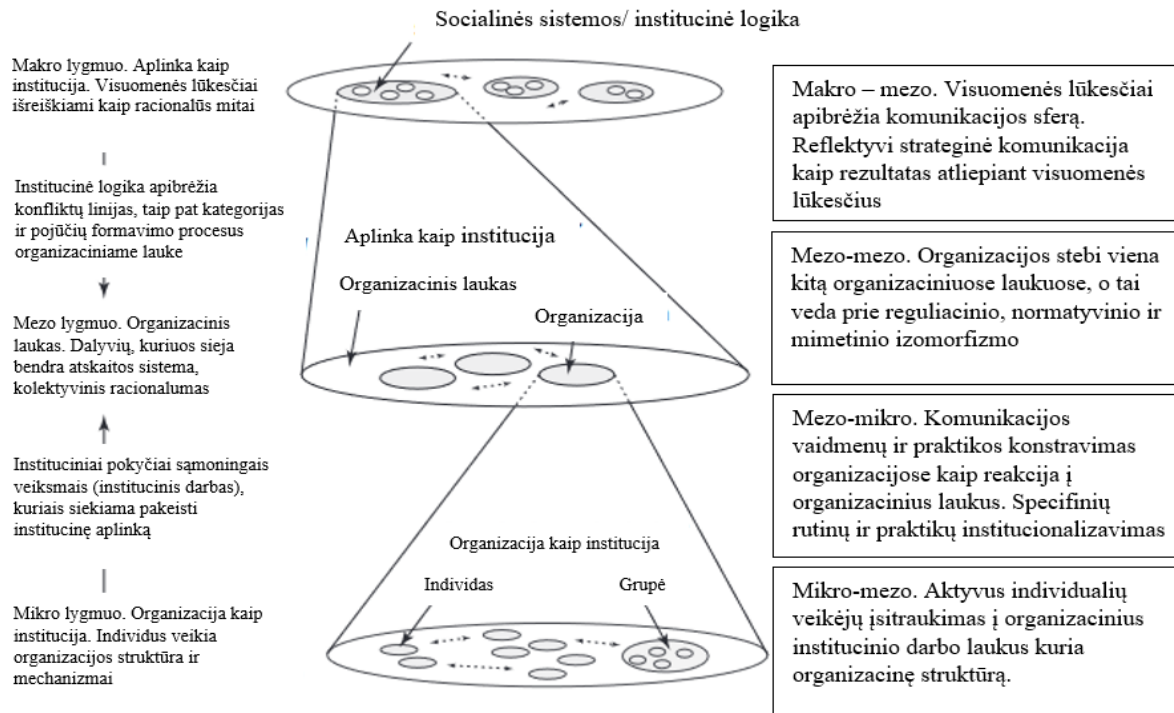 Socialinės sistemos/ institucinė logika
Makro lygmuo. Aplinka kaip
institucija. Visuomenės lūkesčiai
išreiškiami kaip racionalūs mitai
Institucinė logika apibrėžia
konfliktų linijas, taip pat kategorijas
ir pojūčių formavimo procesus
organizaciniame lauke
Mezo lygmuo. Organizacinis
laukas. Dalyvių, kuriuos sieja
bendra atskaitos sistema,
kolektyvinis racionalumas
Instituciniai pokyčiai sąmoningais
veiksmais (institucinis darbas),
kuriais siekiama pakeisti
institucinę aplinką
Mikro lygmuo. Organizacija kaip
institucija. Individus veikia
organizacijos struktūra ir
mechanizmai
Aplinka kaip institucija
Organizacinis laukas
Organizacija
Organizacija kaip institucija
Individas
Grupė
Makro – mezo. Visuomenės lūkesčiai
apibrėžia komunikacijos sferą.
Reflektyvi strateginė komunikacija
kaip rezultatas atliepiant visuomenės
lūkesčius
Mezo-mezo. Organizacijos stebi viena
kitą organizaciniuose laukuose, o tai
veda prie reguliacinio, normatyvinio ir
mimetinio izomorfizmo
Mezo-mikro. Komunikacijos
vaidmenų ir praktikos konstravimas
organizacijose kaip reakcija į
organizacinius laukus. Specifinių
rutinų ir praktikų institucionalizavimas
Mikro-mezo. Aktyvus individualių
veikėjų įsitraukimas į organizacinius
institucinio darbo laukus kuria
organizacinę struktūrą.